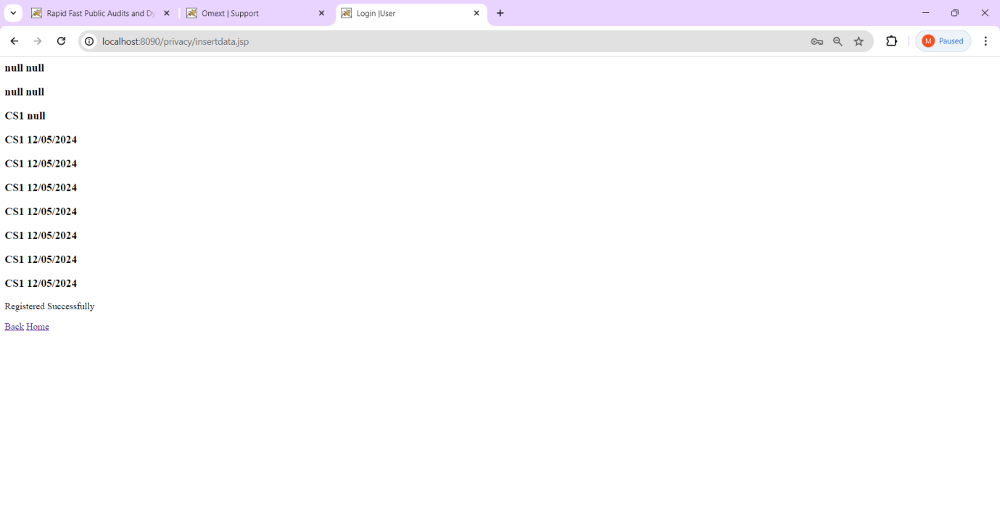 Rapid Fast Public Audits and Dy
Omext | Support
Login |User
localhost:8090/privacy/insertdata.jsp
M Paused
null null
null null
CS1 null
CS1 12/05/2024
CS1 12/05/2024
CS1 12/05/2024
CS1 12/05/2024
CS1 12/05/2024
CS1 12/05/2024
CS1 12/05/2024
Registered Successfully
Back Home